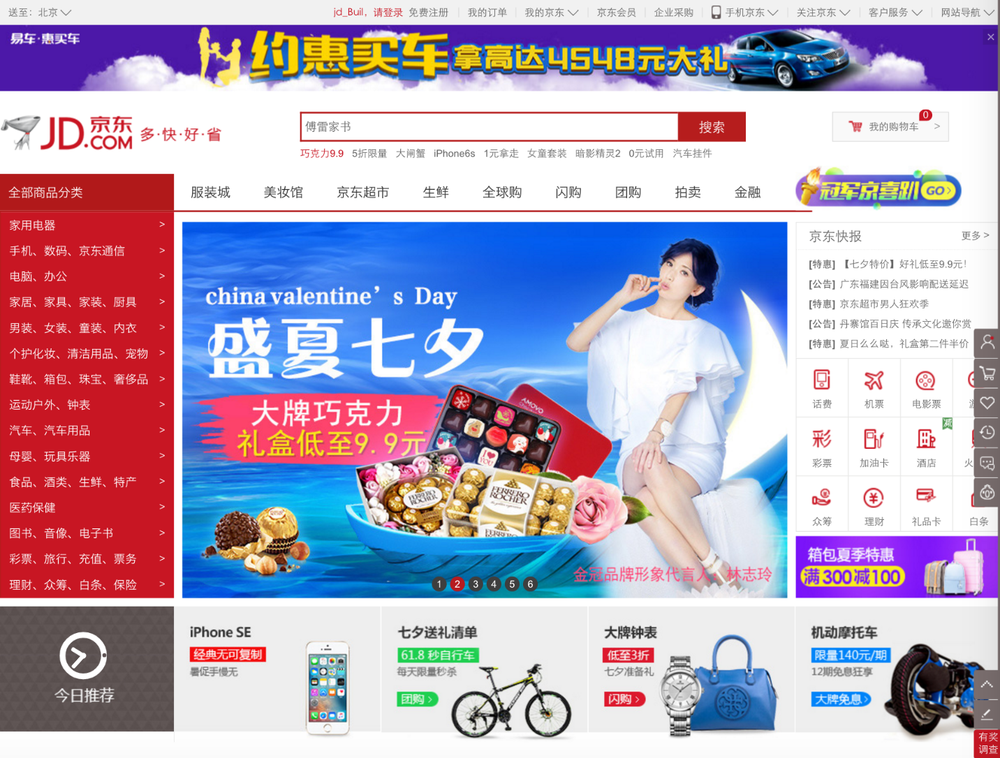 送至：北京
jd_Buil，请登录 免费注册 我的订单 我的京东 京东会员 企业采购 手机京东 关注京东 客户服务 网站导航
易车·惠买车
约惠买车 拿高达4548元大礼
JD 京东
.COM
多·快·好·省
傅雷家书
搜索
0
我的购物车 >
巧克力9.9 5折限量 大闸蟹 iPhone6s 1元拿走 女童套装 暗影精灵2 0元试用 汽车挂件
全部商品分类
服装城 美妆馆 京东超市 生鲜 全球购 闪购 团购 拍卖 金融
冠军京喜趴 GO>
家用电器 >
手机、数码、京东通信 >
电脑、办公 >
家居、家具、家装、厨具 >
男装、女装、童装、内衣 >
个护化妆、清洁用品、宠物 >
鞋靴、箱包、珠宝、奢侈品 >
运动户外、钟表 >
汽车、汽车用品 >
母婴、玩具乐器 >
食品、酒类、生鲜、特产 >
医药保健 >
图书、音像、电子书 >
彩票、旅行、充值、票务 >
理财、众筹、白条、保险 >
china valentine’s Day
盛夏七夕
大牌巧克力
礼盒低至9.9元
AMOVO
I ♥ YOU
FERRERO
ROCHER
FERRERO
ROCHER
FERRERO
ROCHER
金冠品牌形象代言人：林志玲
1 2 3 4 5 6
京东快报
更多 >
[特惠] 【七夕特价】好礼低至9.9元！
[公告] 广东福建因台风影响配送延迟
[特惠] 京东超市男人狂欢季
[公告] 丹寨馆百日庆 传承文化邀你赏
[特惠] 夏日么么哒，礼盒第二件半价
话费 机票 电影票 游
减
彩
彩票 加油卡 酒店 火
众筹 理财 礼品卡 白条
箱包夏季特惠
满300减100
今日推荐
iPhone SE
经典无可复制
暑促手慢无
七夕送礼清单
61.8 秒自行车
每天限量秒杀
团购 >
大牌钟表
低至3折
七夕准备礼
闪购 >
机动摩托车
限量140元/期
12期免息狂享
大牌免息>
有奖
调查